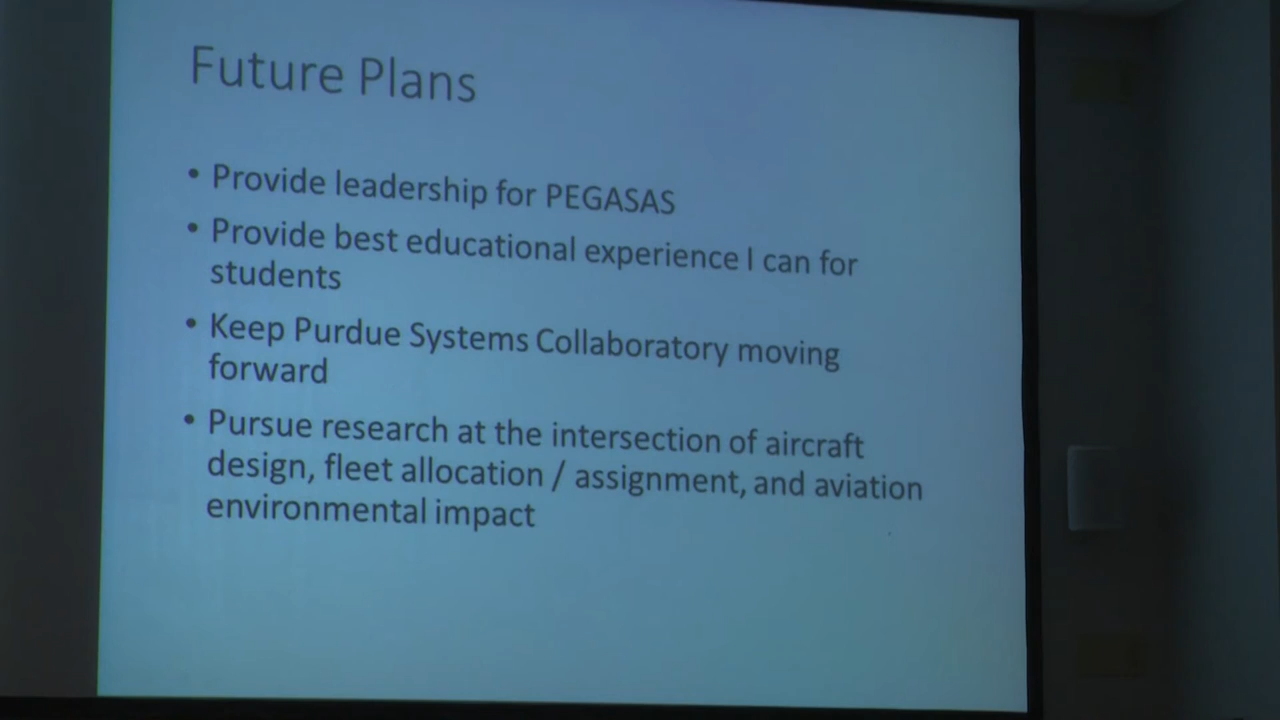 Future Plans
• Provide leadership for PEGASAS
• Provide best educational experience I can for
students
• Keep Purdue Systems Collaboratory moving
forward
• Pursue research at the intersection of aircraft
design, fleet allocation / assignment, and aviation
environmental impact